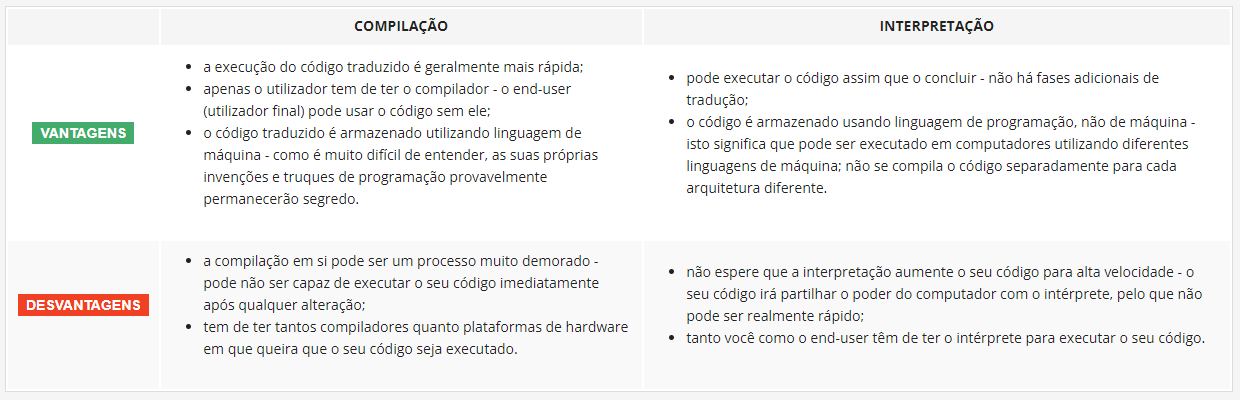 COMPILAÇÃO
INTERPRETAÇÃO
VANTAGENS
• a execução do código traduzido é geralmente mais rápida;
• apenas o utilizador tem de ter o compilador - o end-user
(utilizador final) pode usar o código sem ele;
• o código traduzido é armazenado utilizando linguagem de
máquina - como é muito difícil de entender, as suas próprias
invenções e truques de programação provavelmente
permanecerão segredo.
• pode executar o código assim que o concluir - não há fases adicionais de
tradução;
• o código é armazenado usando linguagem de programação, não de máquina -
isto significa que pode ser executado em computadores utilizando diferentes
linguagens de máquina; não se compila o código separadamente para cada
arquitetura diferente.
DESVANTAGENS
• a compilação em si pode ser um processo muito demorado -
pode não ser capaz de executar o seu código imediatamente
após qualquer alteração;
• tem de ter tantos compiladores quanto plataformas de hardware
em que queira que o seu código seja executado.
• não espere que a interpretação aumente o seu código para alta velocidade - o
seu código irá partilhar o poder do computador com o intérprete, pelo que não
pode ser realmente rápido;
• tanto você como o end-user têm de ter o intérprete para executar o seu código.